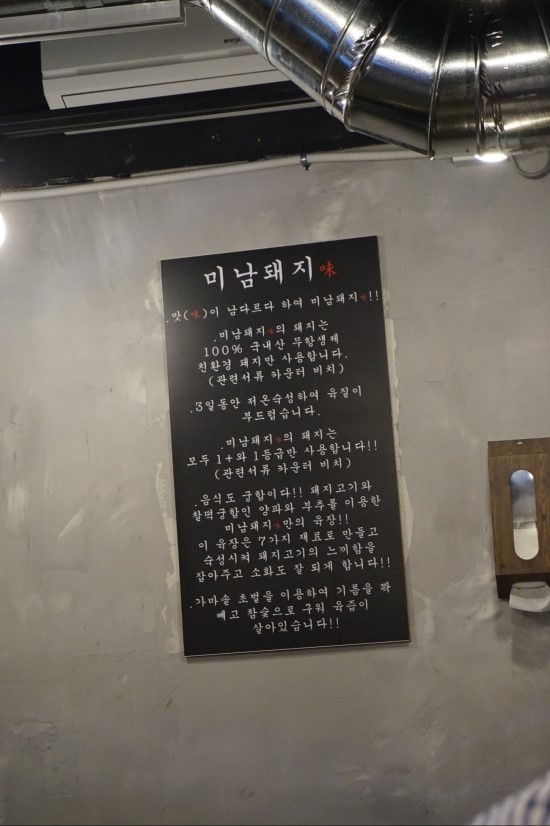 미남돼지味
.맛(味)이 남다르다 하여 미남돼지味!!
.미남돼지味의 돼지는
100% 국내산 무항생제
친환경 돼지만 사용합니다.
(관련서류 카운터 비치)
.3일동안 저온숙성하여 육질이
부드럽습니다.
.미남돼지味의 돼지는
모두 1+와 1등급만 사용합니다!!
(관련서류 카운터 비치)
.음식도 궁합이다!! 돼지고기와
찰떡궁합인 양파와 부추를 이용한
미남돼지味만의 육장!!
이 육장은 7가지 재료로 만들고
숙성시켜 돼지고기의 느끼함을
잡아주고 소화도 잘 되게 합니다!!
.가마솥 초벌을 이용하여 기름을 쫙
빼고 참숯으로 구워 육즙이
살아있습니다!!